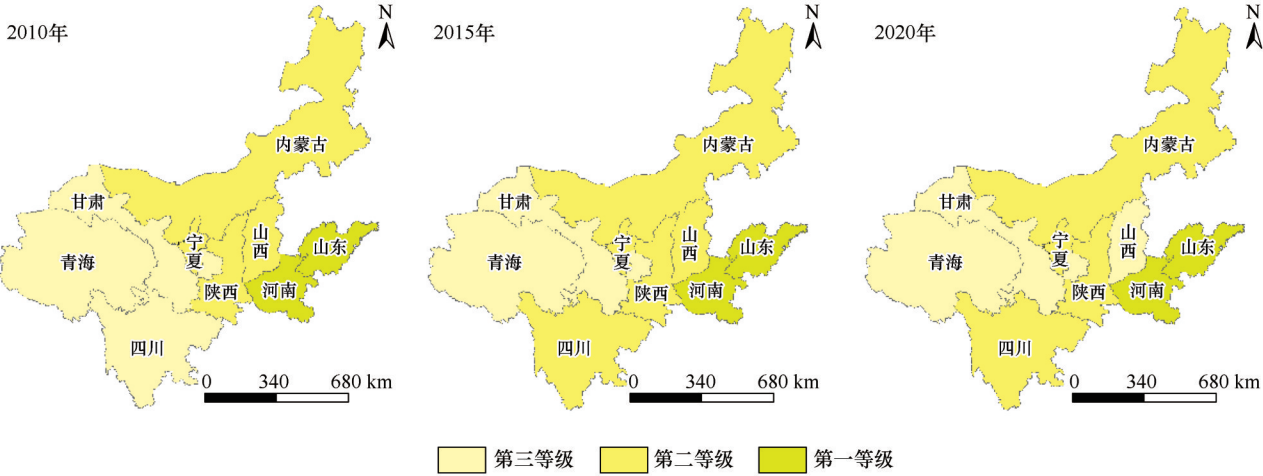 2010年
N
内蒙古
甘肃
宁夏
山西
山东
青海
陕西
河南
四川
0 340 680 km
2015年
N
内蒙古
甘肃
宁夏
山西
山东
青海
陕西
河南
四川
0 340 680 km
2020年
N
内蒙古
甘肃
宁夏
山西
山东
青海
陕西
河南
四川
0 340 680 km
第三等级 第二等级 第一等级